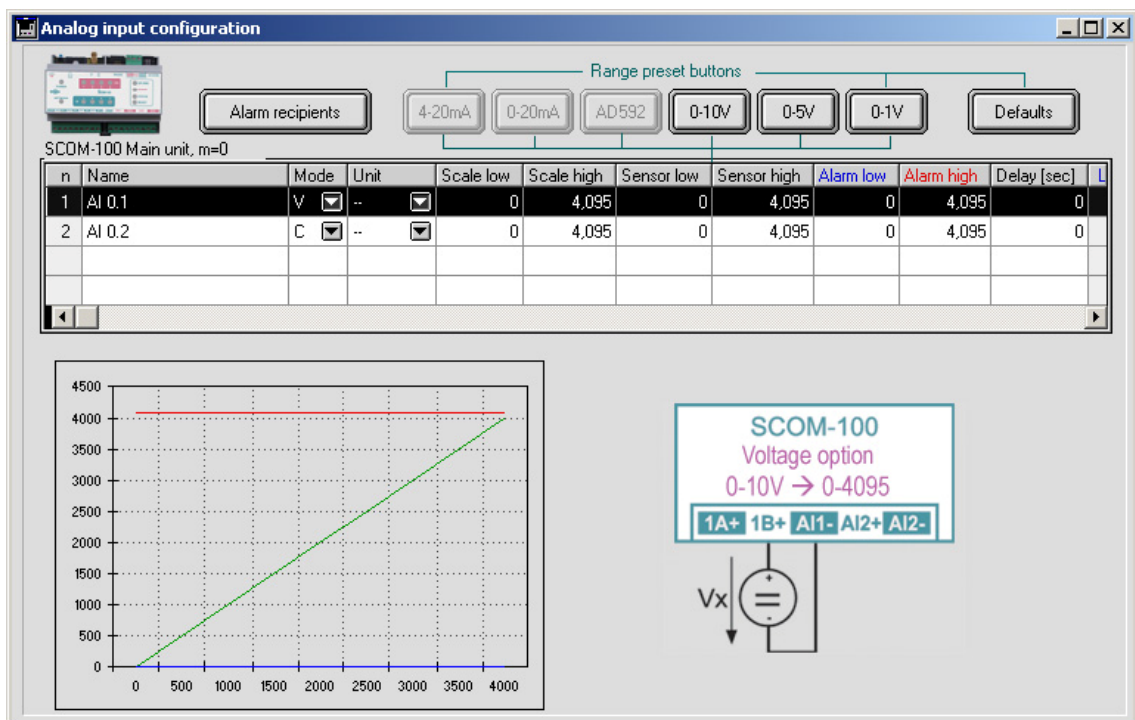 Analog input configuration
Range preset buttons
Alarm recipients 4-20mA 0-20mA AD592 0-10V 0-5V 0-1V Defaults
SCOM-100 Main unit, m=0
n Name Mode Unit Scale low Scale high Sensor low Sensor high Alarm low Alarm high Delay [sec] L
1 AI 0.1 V -- 0 4,095 0 4,095 0 4,095 0
2 AI 0.2 C -- 0 4,095 0 4,095 0 4,095 0
4500
4000
3500
3000
2500
2000
1500
1000
500
0
0 500 1000 1500 2000 2500 3000 3500 4000
SCOM-100
Voltage option
0-10V → 0-4095
1A+ 1B+ AI1- AI2+ AI2-
Vx
+
=
-